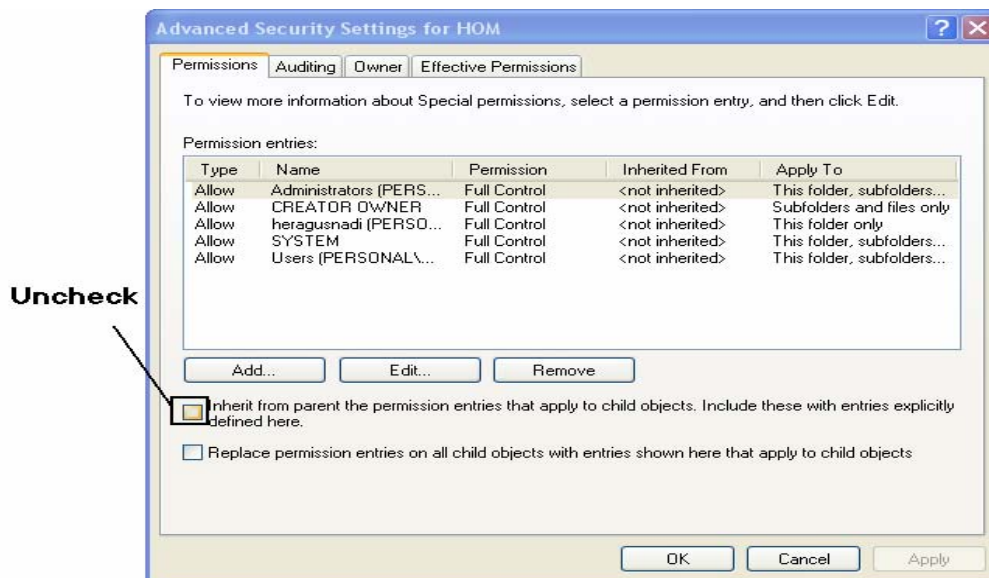 Advanced Security Settings for HOM
Permissions Auditing Owner Effective Permissions
To view more information about Special permissions, select a permission entry, and then click Edit.
Permission entries:
Type Name Permission Inherited From Apply To
Allow Administrators (PERS... Full Control <not inherited> This folder, subfolders...
Allow CREATOR OWNER Full Control <not inherited> Subfolders and files only
Allow heragusnadi (PERSO... Full Control <not inherited> This folder only
Allow SYSTEM Full Control <not inherited> This folder, subfolders...
Allow Users (PERSONAL\... Full Control <not inherited> This folder, subfolders...
Uncheck
Add... Edit... Remove
Inherit from parent the permission entries that apply to child objects. Include these with entries explicitly
defined here.
Replace permission entries on all child objects with entries shown here that apply to child objects
OK Cancel Apply